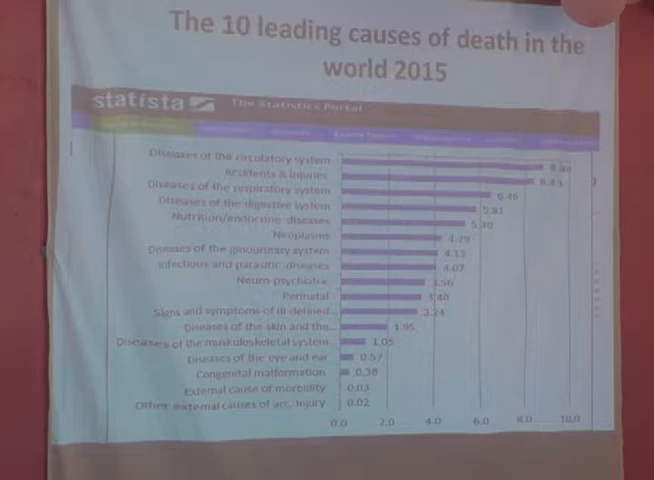 The 10 leading causes of death in the
world 2015
statista The Statistics Portal
Diseases of the circulatory system 8.80
Accidents & injuries 8.43
Diseases of the respiratory system 6.46
Diseases of the digestive system 5.81
Nutrition/endocrine diseases 5.40
Neoplasms 4.29
Diseases of the genourinary system 4.13
Infectious and parasitic diseases 4.07
Neuro-psychiatric 3.56
Perinatal 3.40
Signs and symptoms of ill-defined... 3.24
Diseases of the skin and the... 1.95
Diseases of the muskuloskeletal system 1.05
Diseases of the eye and ear 0.57
Congenital malformation 0.38
External cause of morbidity 0.03
Other external causes of acc. Injury 0.02
0.0 2.0 4.0 6.0 8.0 10.0